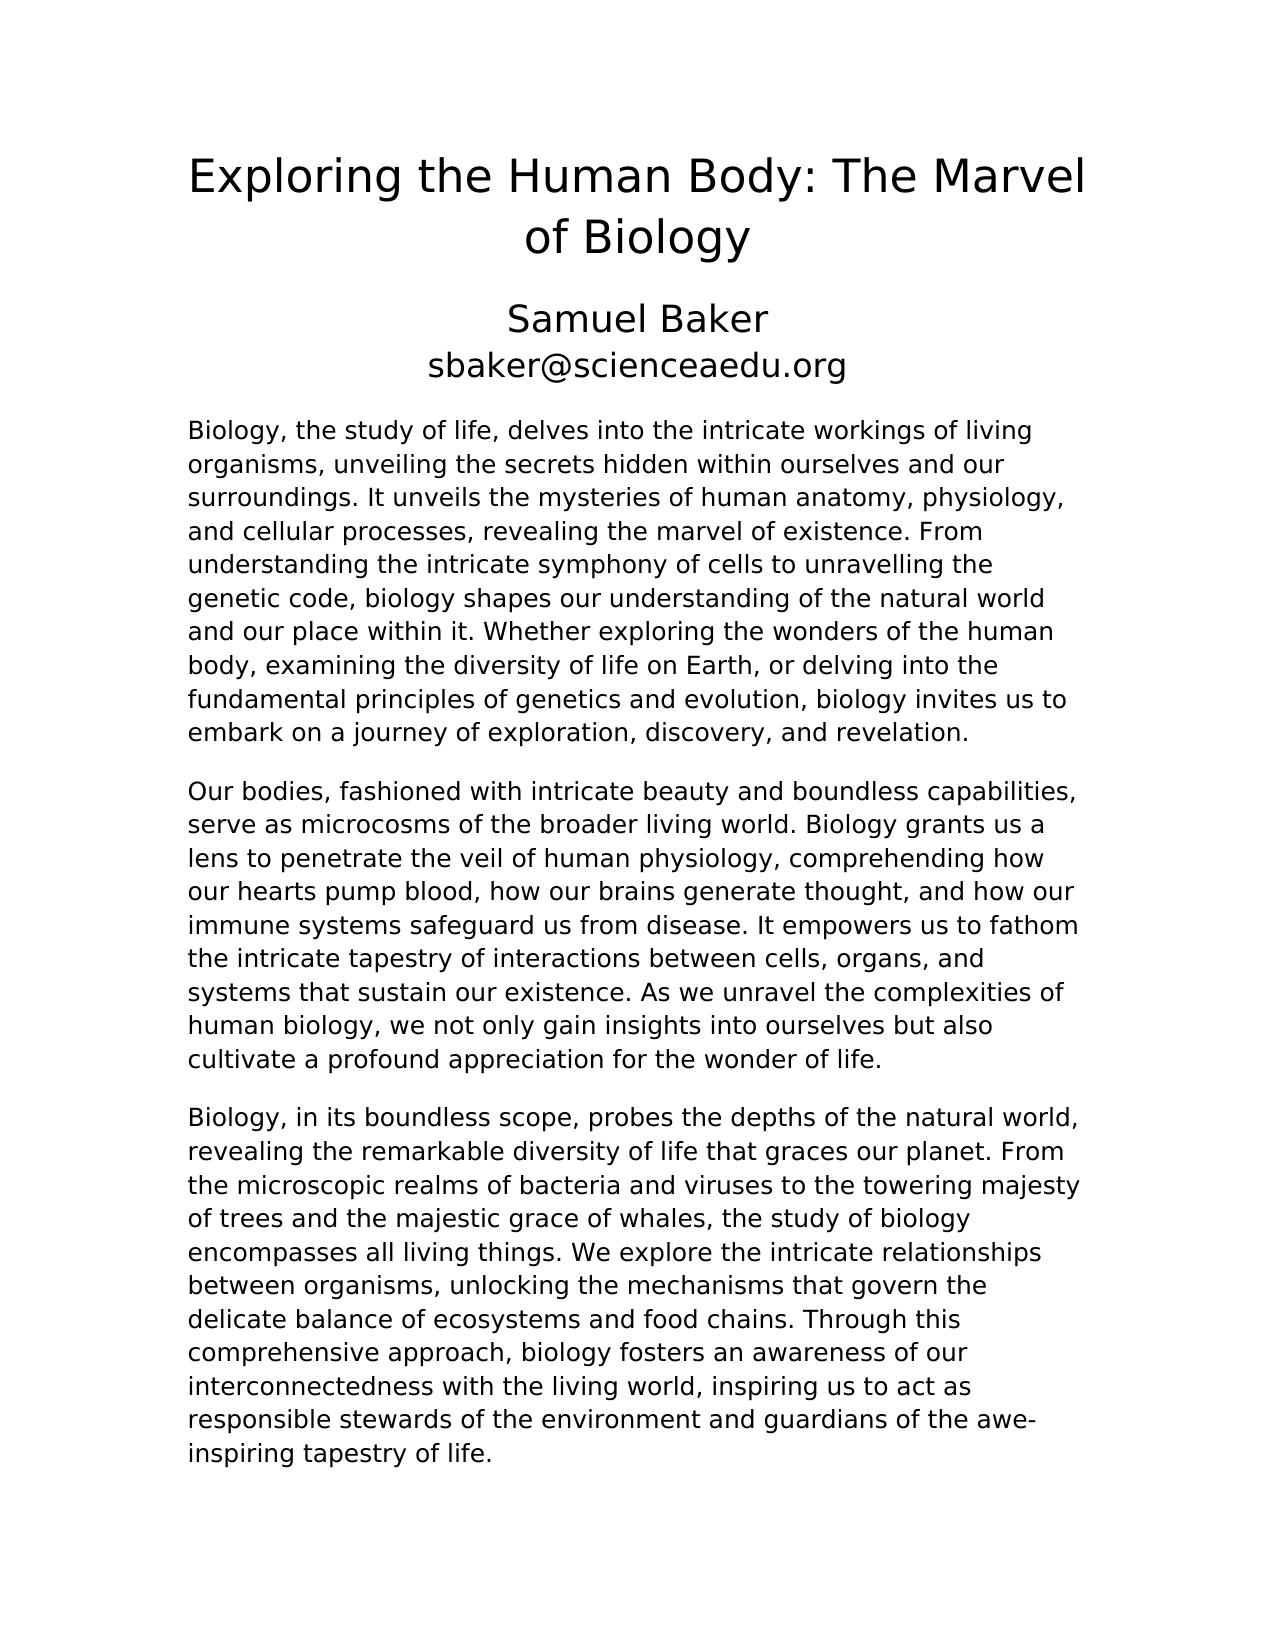 Exploring the Human Body: The Marvel
of Biology
Samuel Baker
sbaker@scienceaedu.org
Biology, the study of life, delves into the intricate workings of living
organisms, unveiling the secrets hidden within ourselves and our
surroundings. It unveils the mysteries of human anatomy, physiology,
and cellular processes, revealing the marvel of existence. From
understanding the intricate symphony of cells to unravelling the
genetic code, biology shapes our understanding of the natural world
and our place within it. Whether exploring the wonders of the human
body, examining the diversity of life on Earth, or delving into the
fundamental principles of genetics and evolution, biology invites us to
embark on a journey of exploration, discovery, and revelation.
Our bodies, fashioned with intricate beauty and boundless capabilities,
serve as microcosms of the broader living world. Biology grants us a
lens to penetrate the veil of human physiology, comprehending how
our hearts pump blood, how our brains generate thought, and how our
immune systems safeguard us from disease. It empowers us to fathom
the intricate tapestry of interactions between cells, organs, and
systems that sustain our existence. As we unravel the complexities of
human biology, we not only gain insights into ourselves but also
cultivate a profound appreciation for the wonder of life.
Biology, in its boundless scope, probes the depths of the natural world,
revealing the remarkable diversity of life that graces our planet. From
the microscopic realms of bacteria and viruses to the towering majesty
of trees and the majestic grace of whales, the study of biology
encompasses all living things. We explore the intricate relationships
between organisms, unlocking the mechanisms that govern the
delicate balance of ecosystems and food chains. Through this
comprehensive approach, biology fosters an awareness of our
interconnectedness with the living world, inspiring us to act as
responsible stewards of the environment and guardians of the awe-
inspiring tapestry of life.